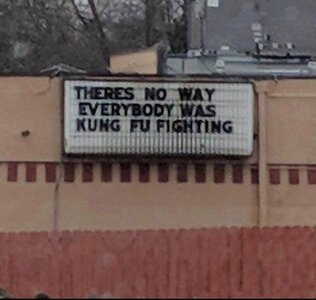 THERES NO WAY
EVERYBODY WAS
KUNG FU FIGHTING